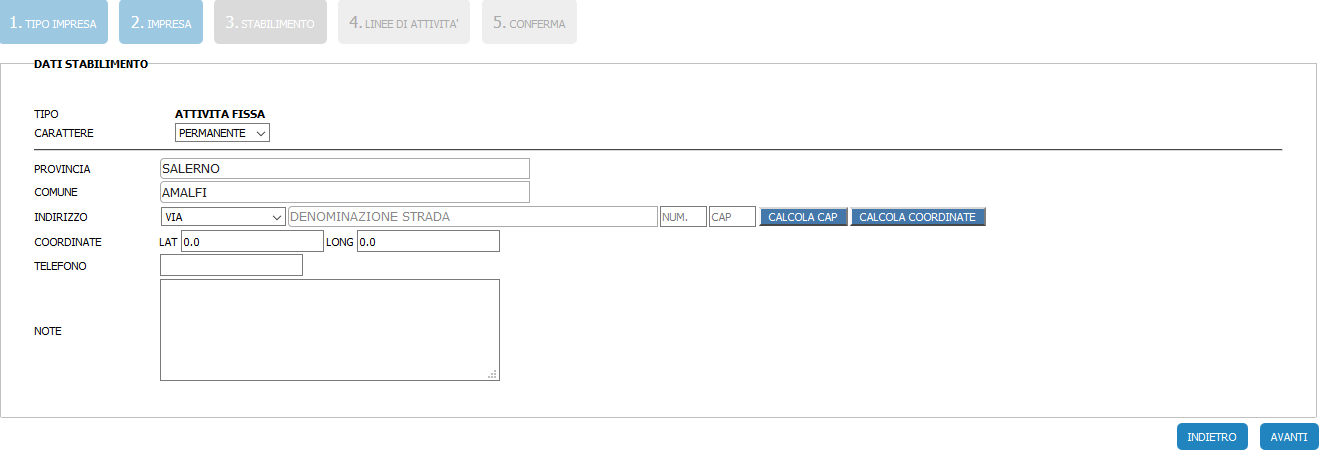 1. TIPO IMPRESA 2. IMPRESA 3. STABILIMENTO 4. LINEE DI ATTIVITA' 5. CONFERMA
DATI STABILIMENTO
TIPO ATTIVITA FISSA
CARATTERE PERMANENTE
PROVINCIA SALERNO
COMUNE AMALFI
INDIRIZZO VIA DENOMINAZIONE STRADA NUM. CAP CALCOLA CAP CALCOLA COORDINATE
COORDINATE LAT 0.0 LONG 0.0
TELEFONO
NOTE
INDIETRO AVANTI